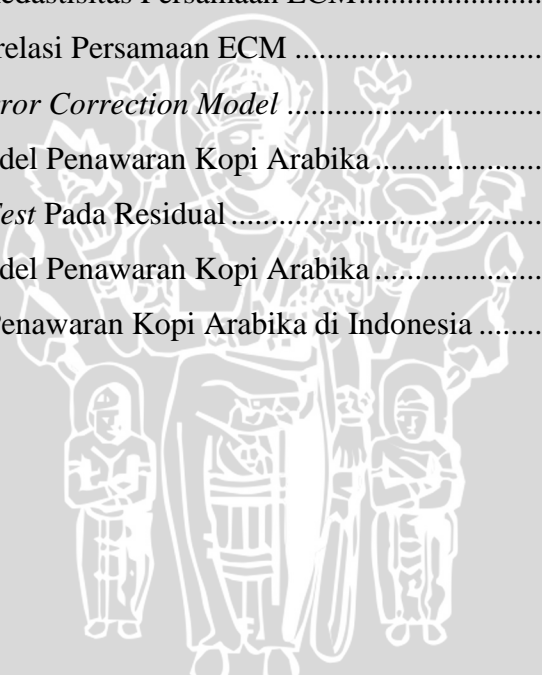 edastisitas Persamaan ECM........................
relasi Persamaan ECM ................................
ror Correction Model .................................
del Penawaran Kopi Arabika ......................
est Pada Residual ........................................
del Penawaran Kopi Arabika ......................
Penawaran Kopi Arabika di Indonesia ........